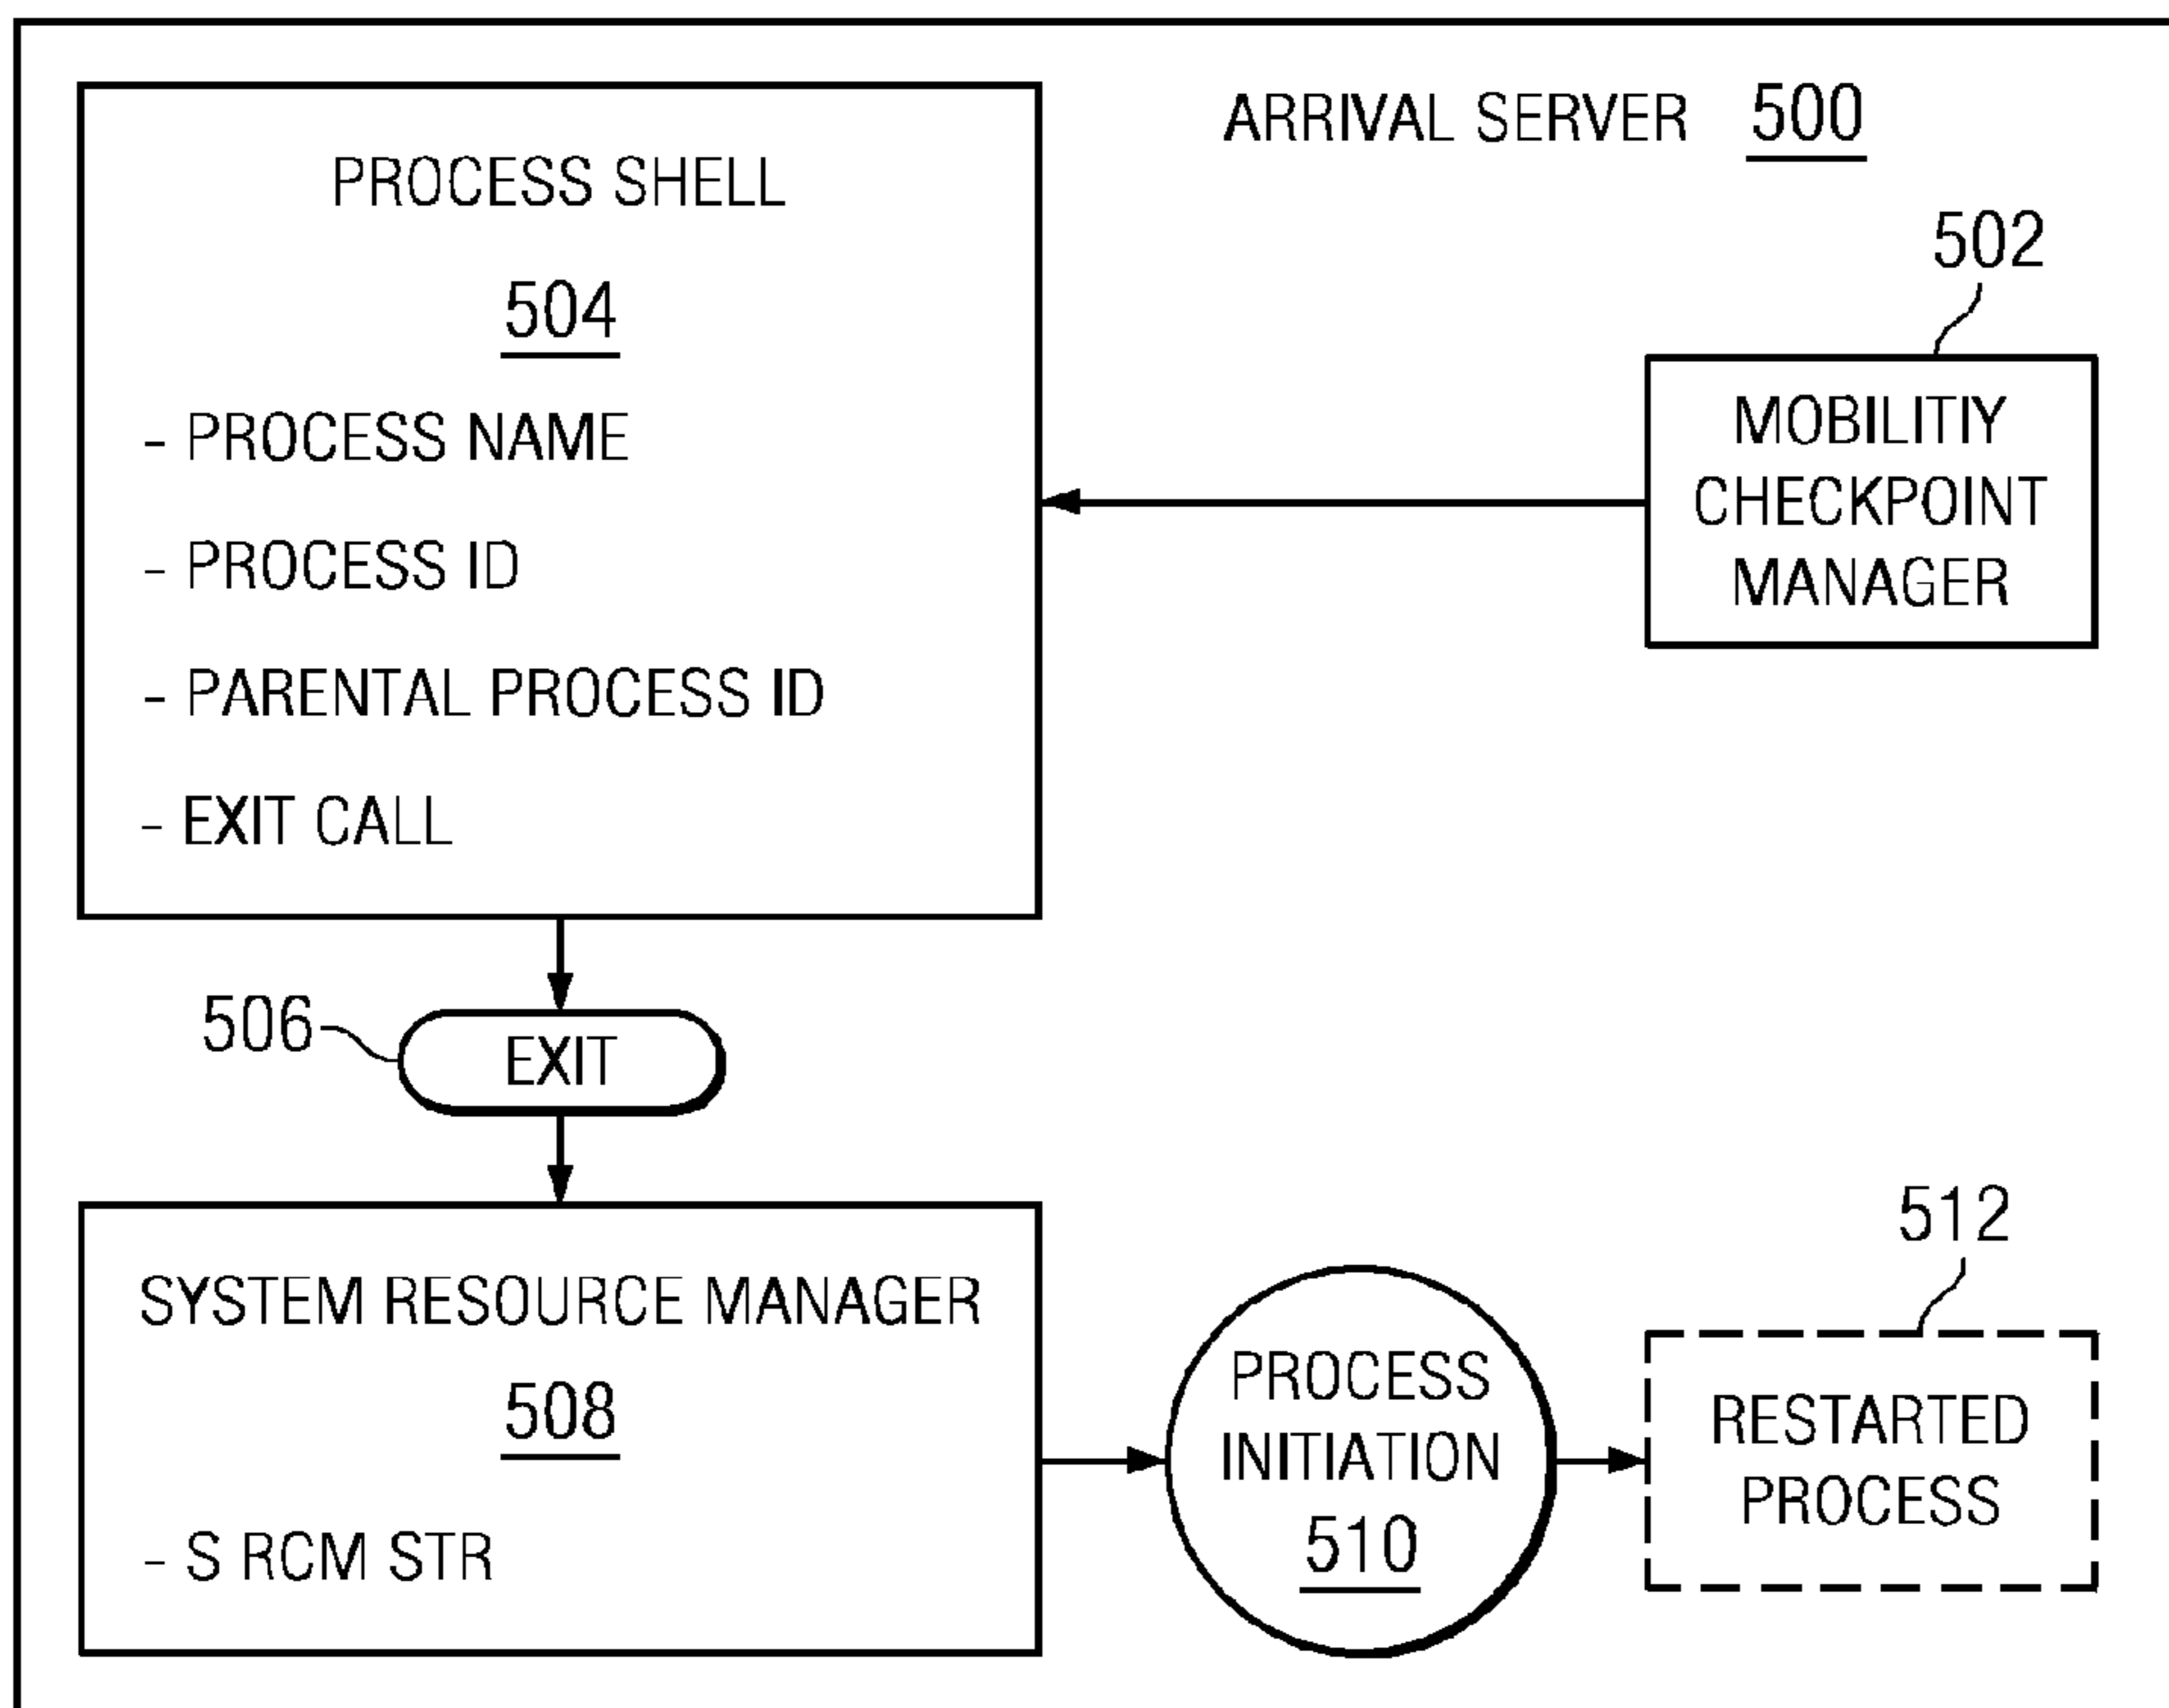 ARRIVAL SERVER 500
PROCESS SHELL
504
- PROCESS NAME
- PROCESS ID
- PARENTAL PROCESS ID
- EXIT CALL
502
MOBILITIY
CHECKPOINT
MANAGER
506
EXIT
SYSTEM RESOURCE MANAGER
508
- S RCM STR
PROCESS
INITIATION
510
512
RESTARTED
PROCESS